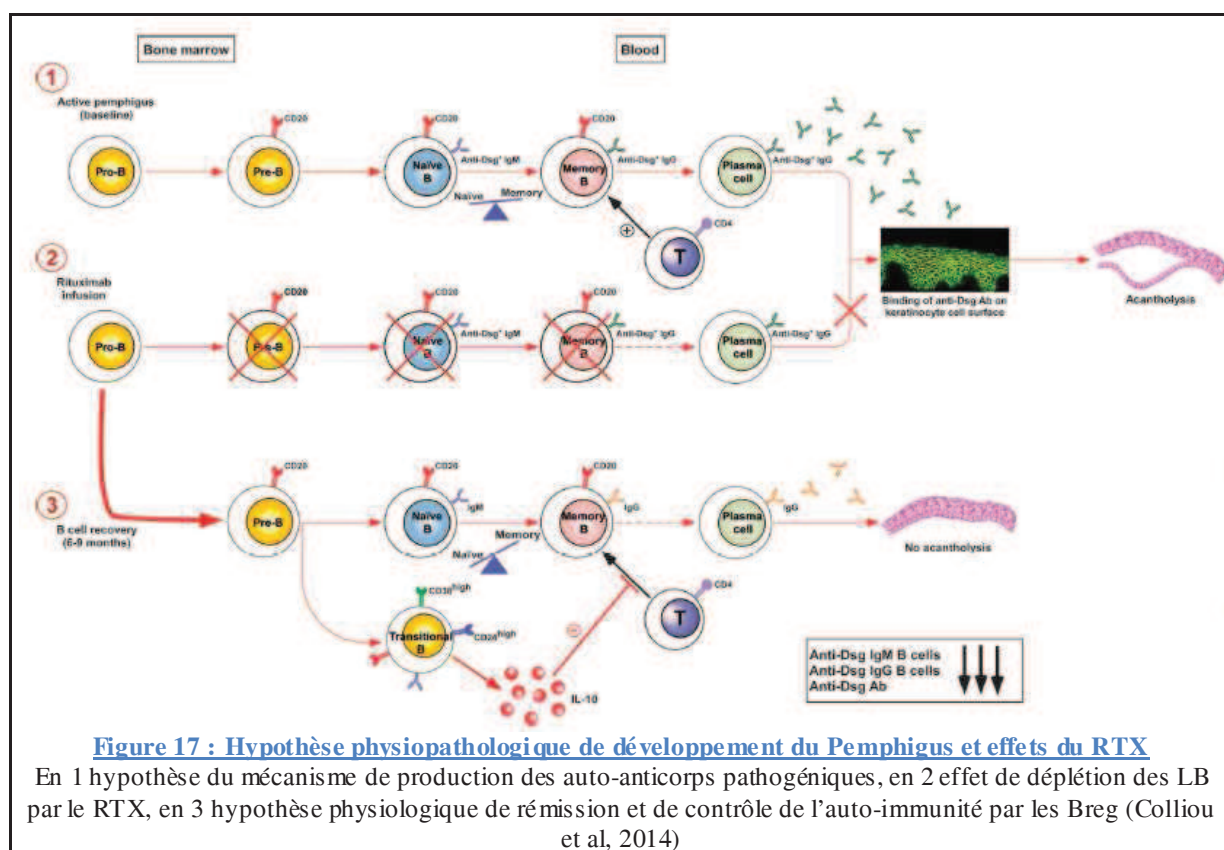 Bone marrow
Blood
1
Active pemphigus
(baseline)
CD20
CD20
CD20
Pro-B
Pre-B
Naïve
B
Anti-Dsg⁺ IgM
Memory
B
Anti-Dsg⁺ IgG
Plasma
cell
Anti-Dsg⁺ IgG
Naïve
Memory
+
T
CD4
Binding of anti-Dsg Ab on
keratinocyte cell surface
Acantholysis
2
Rituximab
infusion
CD20
CD20
CD20
Pro-B
Pre-B
Naïve
B
Anti-Dsg⁺ IgM
Memory
B
Anti-Dsg⁺ IgG
Plasma
cell
Anti-Dsg⁺ IgG
3
B cell recovery
(6-9 months)
CD20
CD20
CD20
Pre-B
Naïve
B
IgM
Memory
B
IgG
Plasma
cell
IgG
No acantholysis
Naïve
Memory
T
CD4
Transitional
B
high
high
−
IL-10
Anti-Dsg IgM B cells
Anti-Dsg IgG B cells
Anti-Dsg Ab
Figure 17 : Hypothèse physiopathologique de développement du Pemphigus et effets du RTX
En 1 hypothèse du mécanisme de production des auto-anticorps pathogéniques, en 2 effet de déplétion des LB
par le RTX, en 3 hypothèse physiologique de rémission et de contrôle de l'auto-immunité par les Breg (Colliou
et al, 2014)